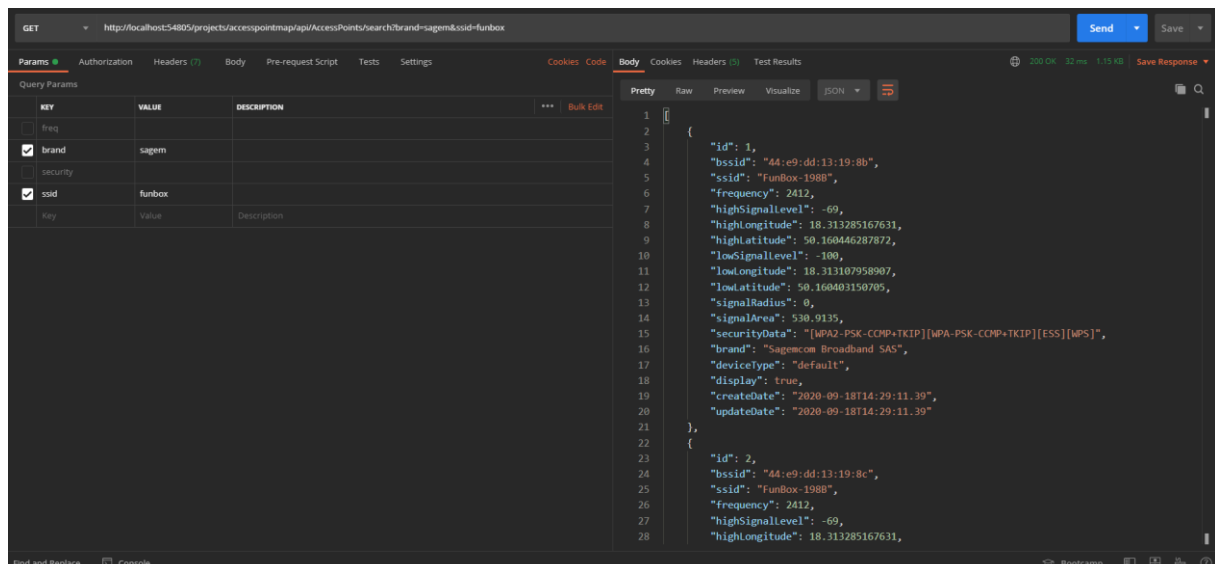 GET http://localhost:54805/projects/accesspointmap/api/AccessPoints/search?brand=sagem&ssid=funbox Send Save
Params Authorization Headers (7) Body Pre-request Script Tests Settings Cookies Code
Query Params
KEY VALUE DESCRIPTION ••• Bulk Edit
freq
brand sagem
security
ssid funbox
Key Value Description
Body Cookies Headers (5) Test Results 200 OK 32 ms 1.15 KB Save Response
Pretty Raw Preview Visualize JSON
1 [
2 {
3 "id": 1,
4 "bssid": "44:e9:dd:13:19:8b",
5 "ssid": "FunBox-198B",
6 "frequency": 2412,
7 "highSignalLevel": -69,
8 "highLongitude": 18.313285167631,
9 "highLatitude": 50.160446287872,
10 "lowSignalLevel": -100,
11 "lowLongitude": 18.313107958907,
12 "lowLatitude": 50.160403150705,
13 "signalRadius": 0,
14 "signalArea": 530.9135,
15 "securityData": "[WPA2-PSK-CCMP+TKIP][WPA-PSK-CCMP+TKIP][ESS][WPS]",
16 "brand": "Sagemcom Broadband SAS",
17 "deviceType": "default",
18 "display": true,
19 "createDate": "2020-09-18T14:29:11.39",
20 "updateDate": "2020-09-18T14:29:11.39"
21 },
22 {
23 "id": 2,
24 "bssid": "44:e9:dd:13:19:8c",
25 "ssid": "FunBox-198B",
26 "frequency": 2412,
27 "highSignalLevel": -69,
28 "highLongitude": 18.313285167631,
Find and Replace Console Bootcamp